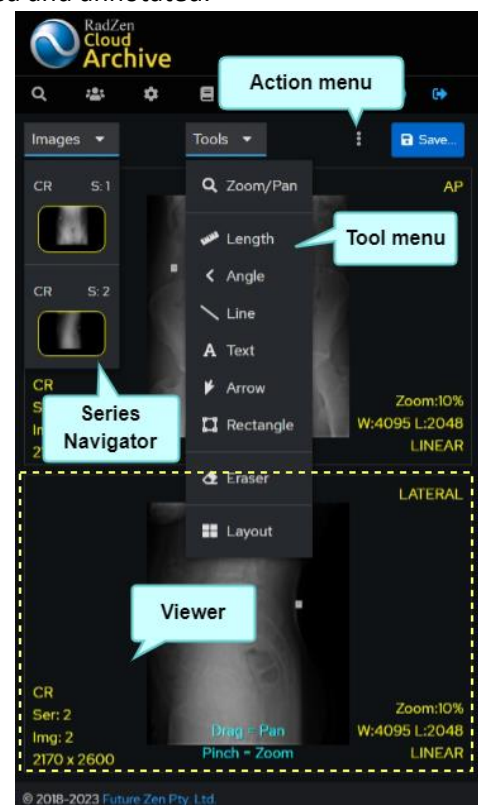 RadZen
Cloud
Archive
Action menu
Images
Tools
Save...
CR S: 1
AP
Zoom/Pan
Length
Tool menu
Angle
CR S: 2
Line
Text
Arrow
CR
Series
Navigator
Zoom:10%
Rectangle
W:4095 L:2048
LINEAR
Eraser
LATERAL
Layout
Viewer
CR
Ser: 2
Zoom:10%
Img: 2
Drag = Pan
W:4095 L:2048
2170 x 2600
Pinch = Zoom
LINEAR
© 2018-2023 Future Zen Pty. Ltd.